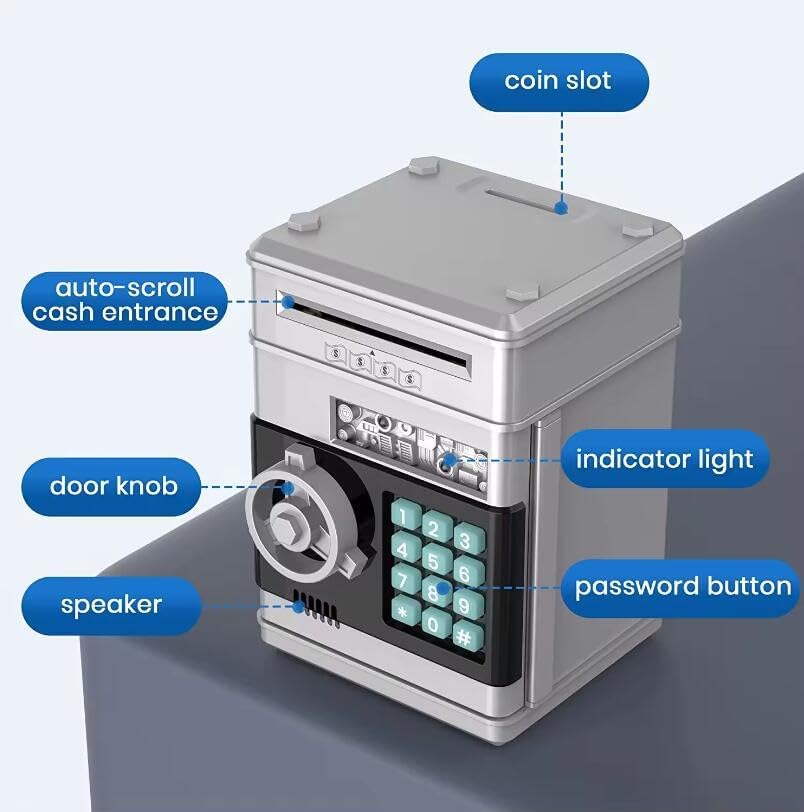 coin slot
auto-scroll
cash entrance
$ $ $ $
indicator light
door knob
1 2 3
4 5 6
7 8 9
* 0 #
password button
speaker